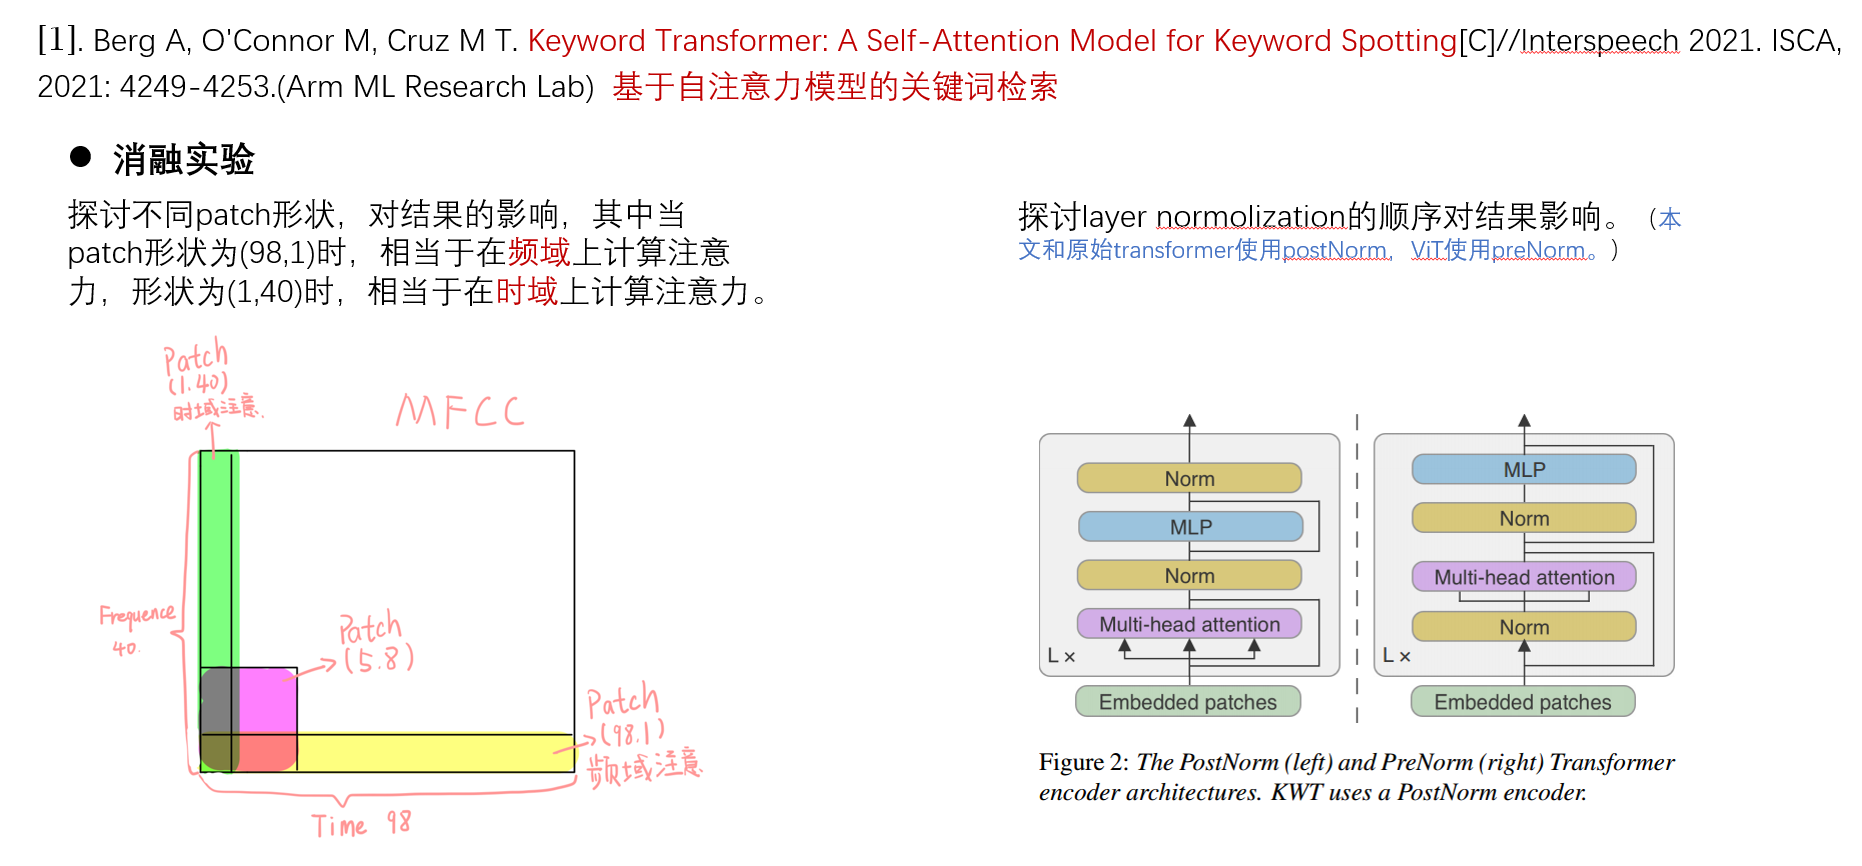 [1]. Berg A, O'Connor M, Cruz M T. Keyword Transformer: A Self-Attention Model for Keyword Spotting[C]//Interspeech 2021. ISCA,
2021: 4249-4253.(Arm ML Research Lab) 基于自注意力模型的关键词检索
● 消融实验
探讨不同patch形状，对结果的影响，其中当
patch形状为(98,1)时，相当于在频域上计算注意
力，形状为(1,40)时，相当于在时域上计算注意力。
探讨layer normolization的顺序对结果影响。（本
文和原始transformer使用postNorm，ViT使用preNorm。）
Patch
(1.40)
时域注意.
MFCC
Frequence
40.
Patch
(5.8)
Patch
(98.1)
频域注意
Time 98
Norm
MLP
Norm
Multi-head attention
L ×
Embedded patches
MLP
Norm
Multi-head attention
Norm
L ×
Embedded patches
Figure 2: The PostNorm (left) and PreNorm (right) Transformer
encoder architectures. KWT uses a PostNorm encoder.